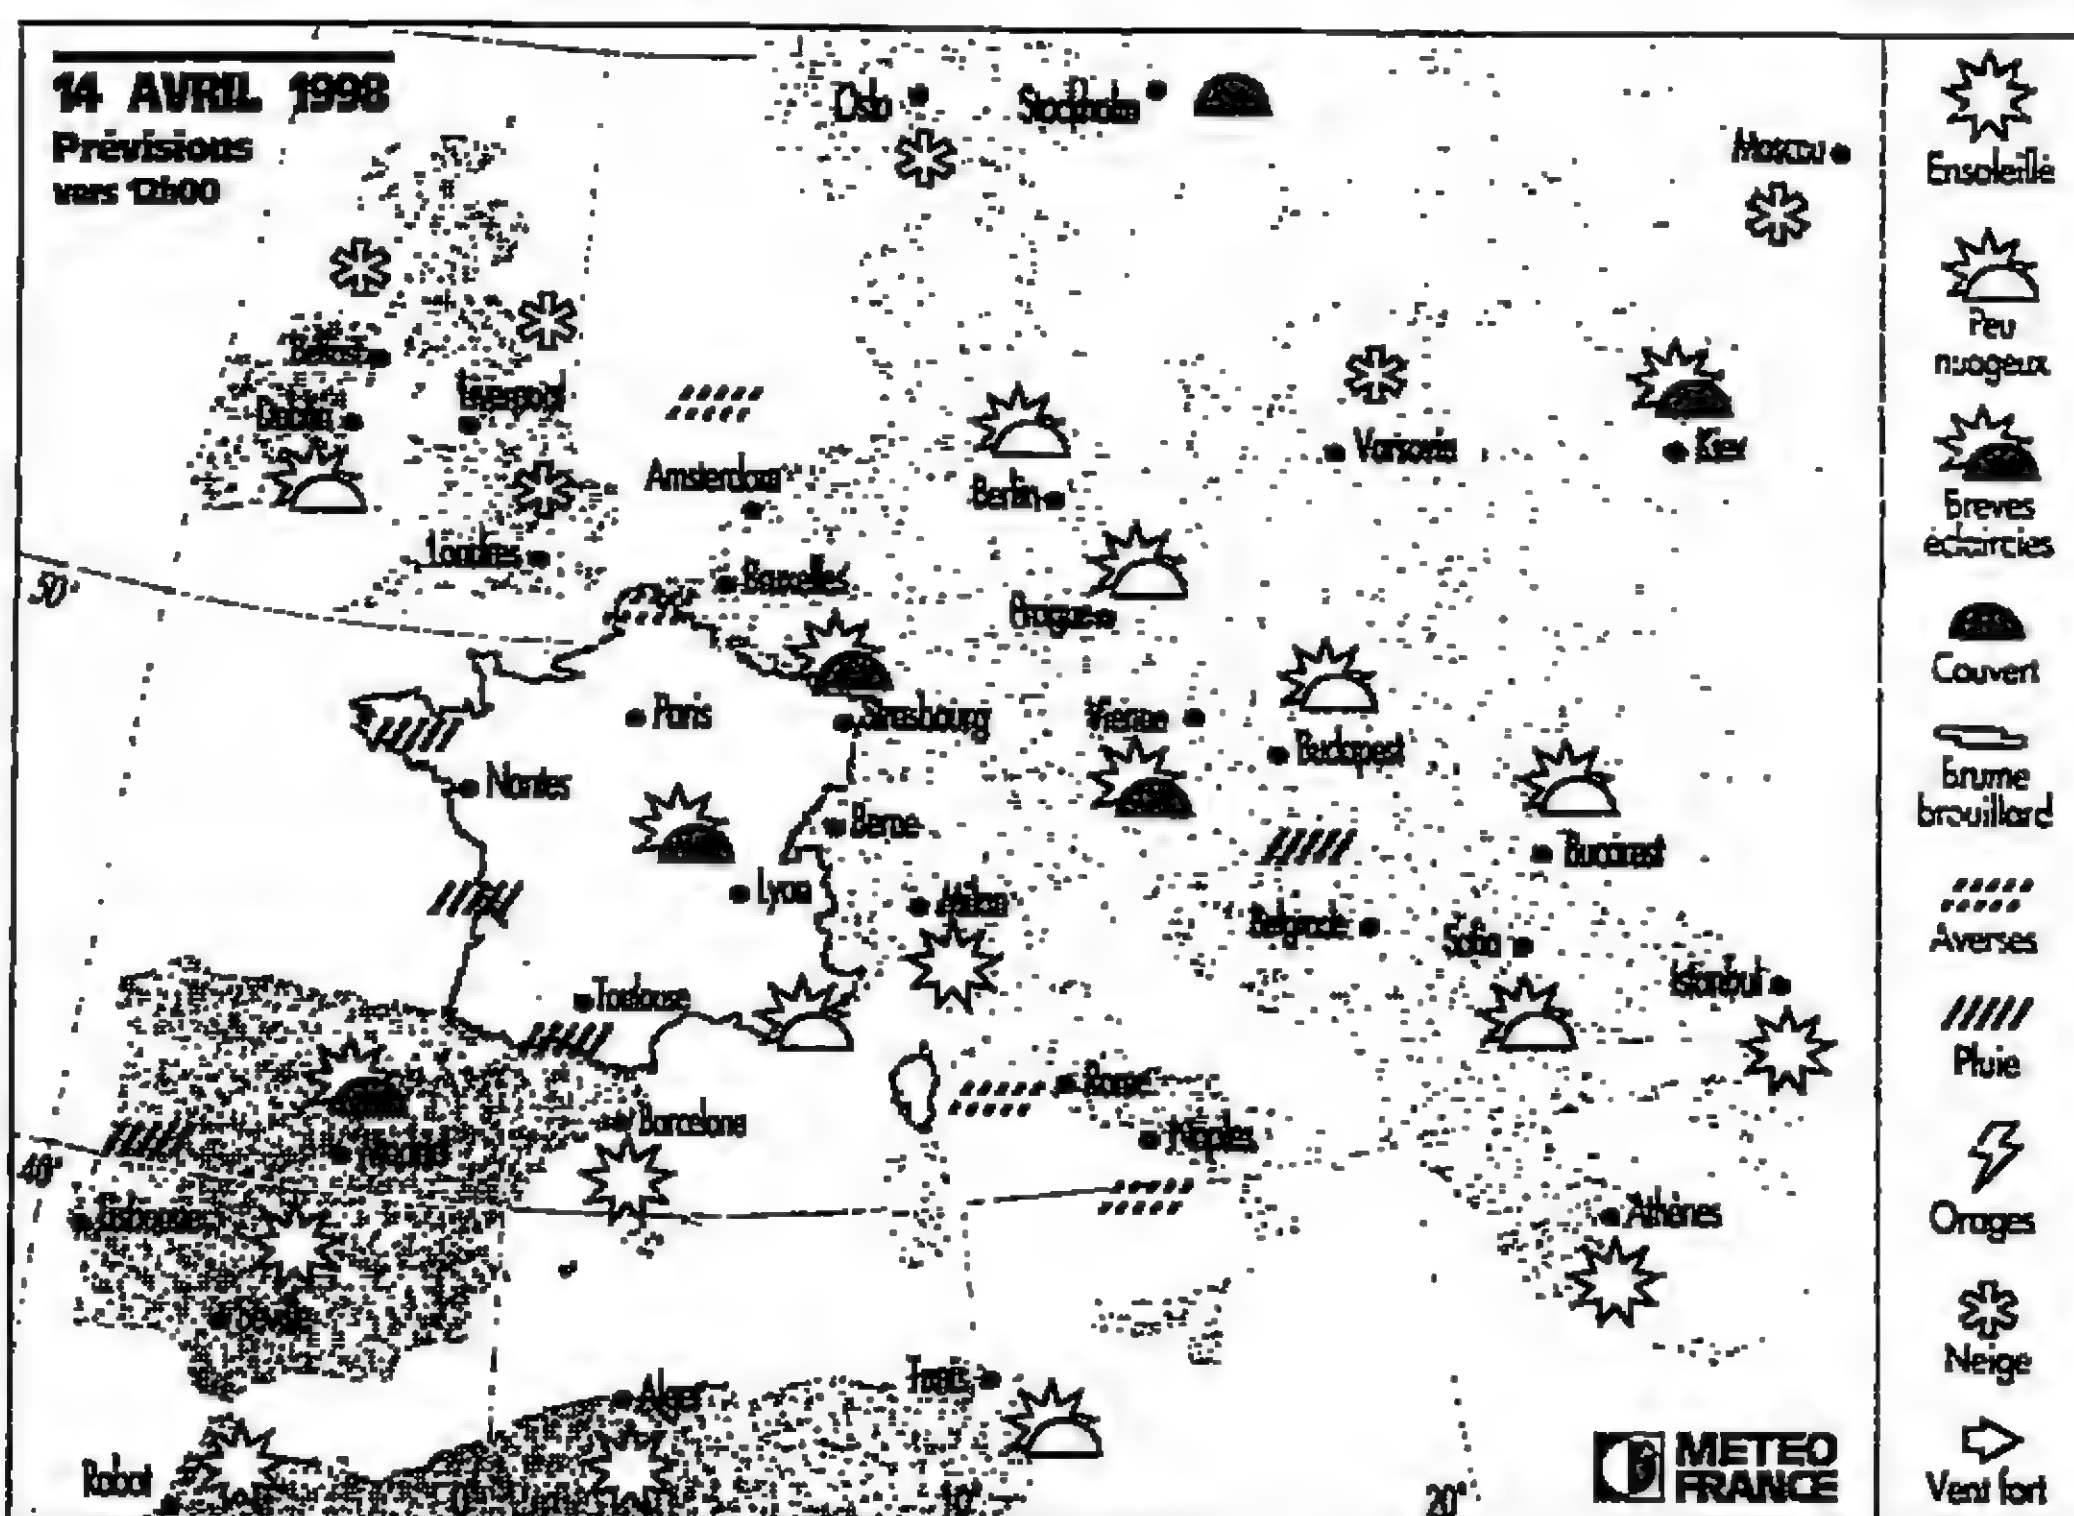 14 AVRIL 1998
Prévisions
vers 12h00
Oslo
Stockholm
Moscou
Belfast
Dublin
Liverpool
Amsterdam
Berlin
Varsovie
Kiev
Londres
Bruxelles
Prague
50°
Paris
Strasbourg
Vienne
Budapest
Nantes
Berne
Bucarest
Lyon
Milan
Belgrade
Sofia
Istanbul
Toulouse
Rome
Barcelone
Naples
Madrid
40°
Lisbonne
Athènes
Séville
Tunis
Alger
Rabat
0°
10°
20°
METEO
FRANCE
Ensoleillé
Peu
nuageux
Brèves
éclaircies
Couvert
Brume
brouillard
Averses
Pluie
Orages
Neige
Vent fort